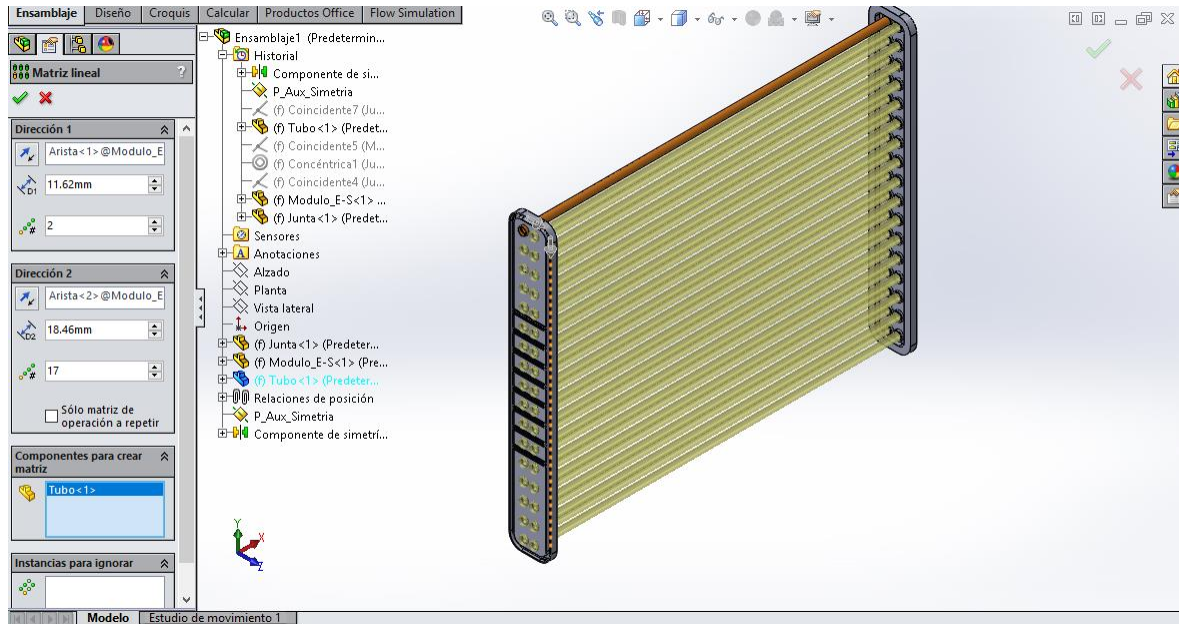 Ensamblaje Diseño Croquis Calcular Productos Office Flow Simulation
Matriz lineal ?
Dirección 1
Arista<1>@Modulo_E
D1 11.62mm
# 2
Dirección 2
Arista<2>@Modulo_E
D2 18.46mm
# 17
Sólo matriz de
operación a repetir
Componentes para crear
matriz
Tubo<1>
Instancias para ignorar
Ensamblaje1 (Predetermin...
Historial
Componente de si...
P_Aux_Simetria
(f) Coincidente7 (Ju...
(f) Tubo<1> (Predet...
(f) Coincidente5 (M...
(f) Concéntrica1 (Ju...
(f) Coincidente4 (Ju...
(f) Modulo_E-S<1> ...
(f) Junta<1> (Predet...
Sensores
A Anotaciones
Alzado
Planta
Vista lateral
Origen
(f) Junta<1> (Predeter...
(f) Modulo_E-S<1> (Pre...
(f) Tubo<1> (Predeter...
Relaciones de posición
P_Aux_Simetria
Componente de simetrí...
Y
X
Z
Modelo Estudio de movimiento 1